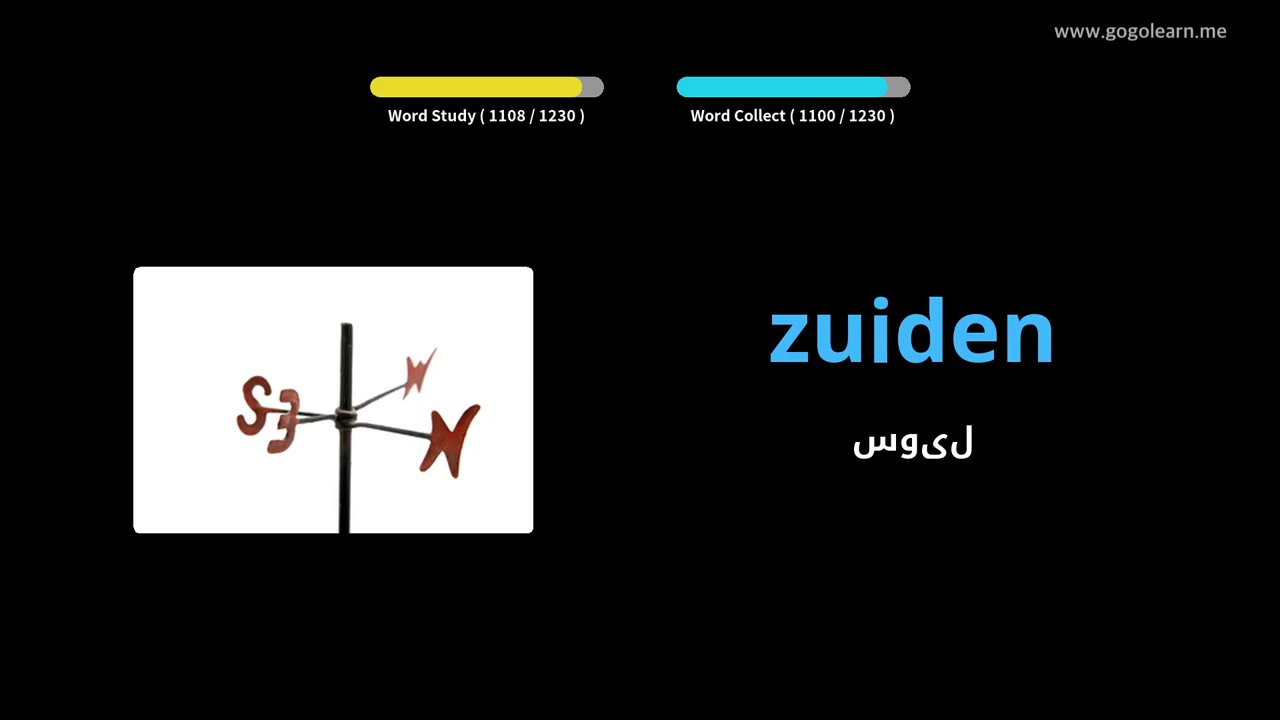 www.gogolearn.me
Word Study ( 1108 / 1230 )
Word Collect ( 1100 / 1230 )
S
E
N
W
zuiden
لیوس